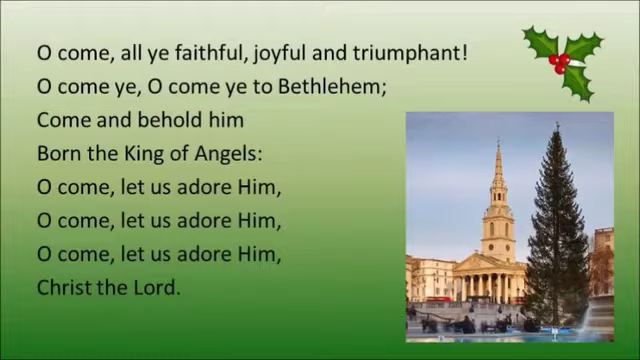 O come, all ye faithful, joyful and triumphant!
O come ye, O come ye to Bethlehem;
Come and behold him
Born the King of Angels:
O come, let us adore Him,
O come, let us adore Him,
O come, let us adore Him,
Christ the Lord.